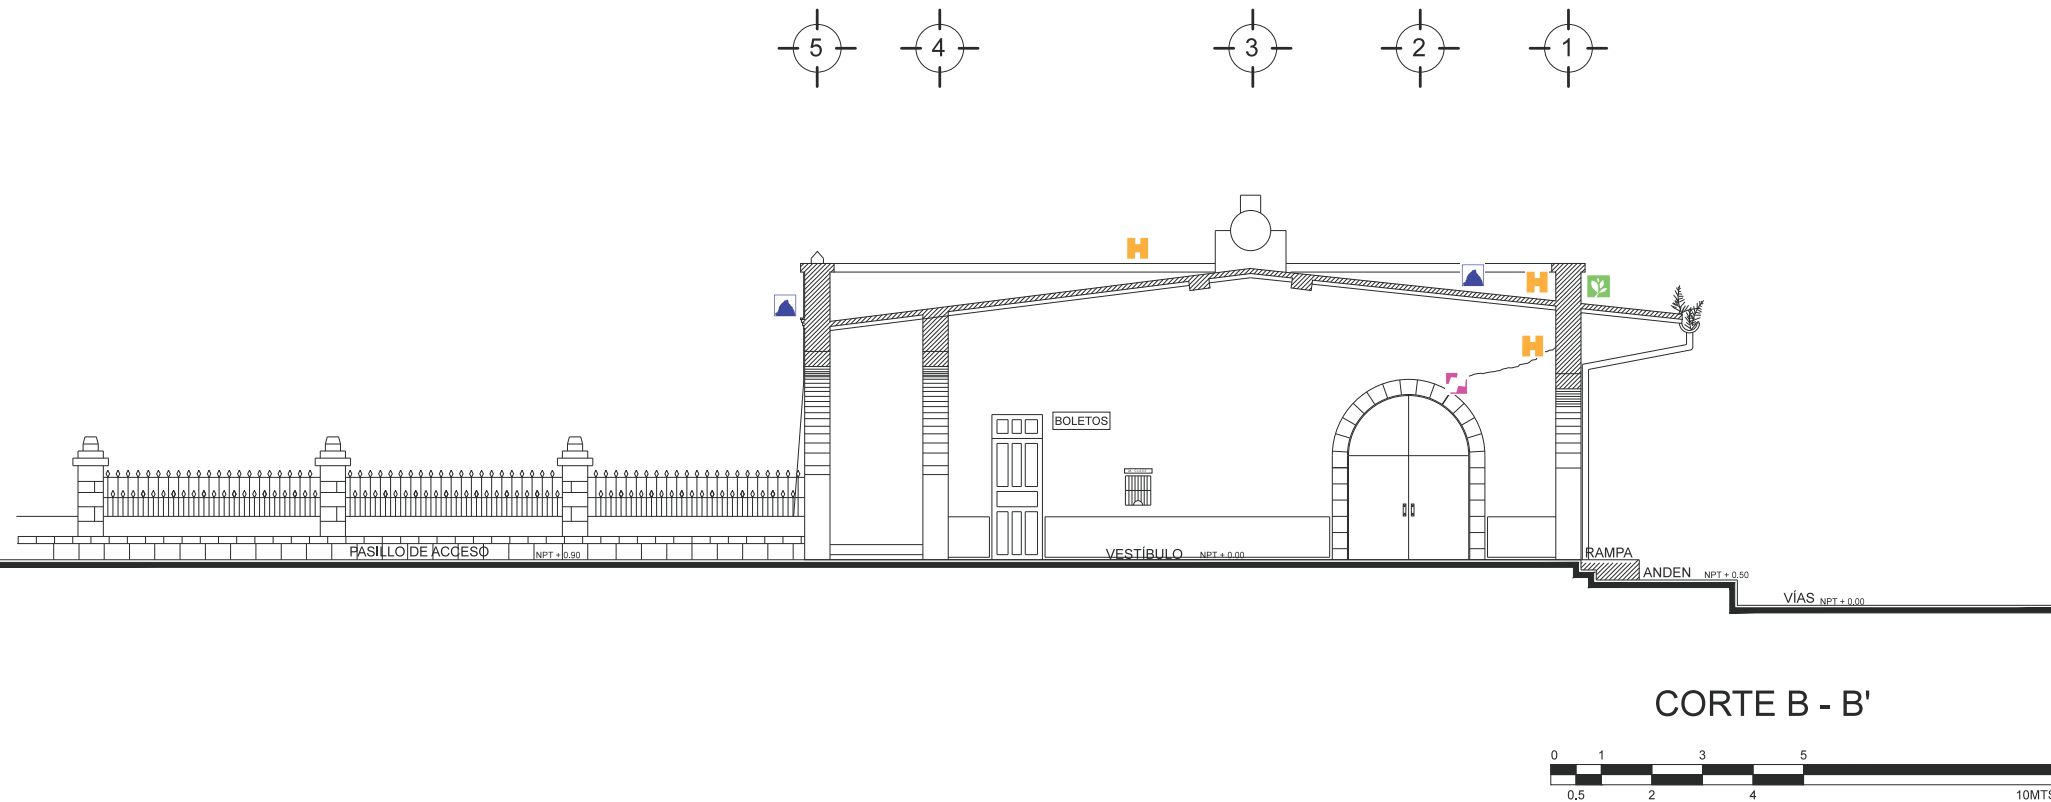 5 4 3 2 1
H
H
H
BOLETOS
PASILLO DE ACCESO NPT + 0.90
VESTÍBULO NPT + 0.00
RAMPA
ANDEN NPT + 0.50
VÍAS NPT + 0.00
CORTE B - B'
0 1 3 5
0.5 2 4 10MTS